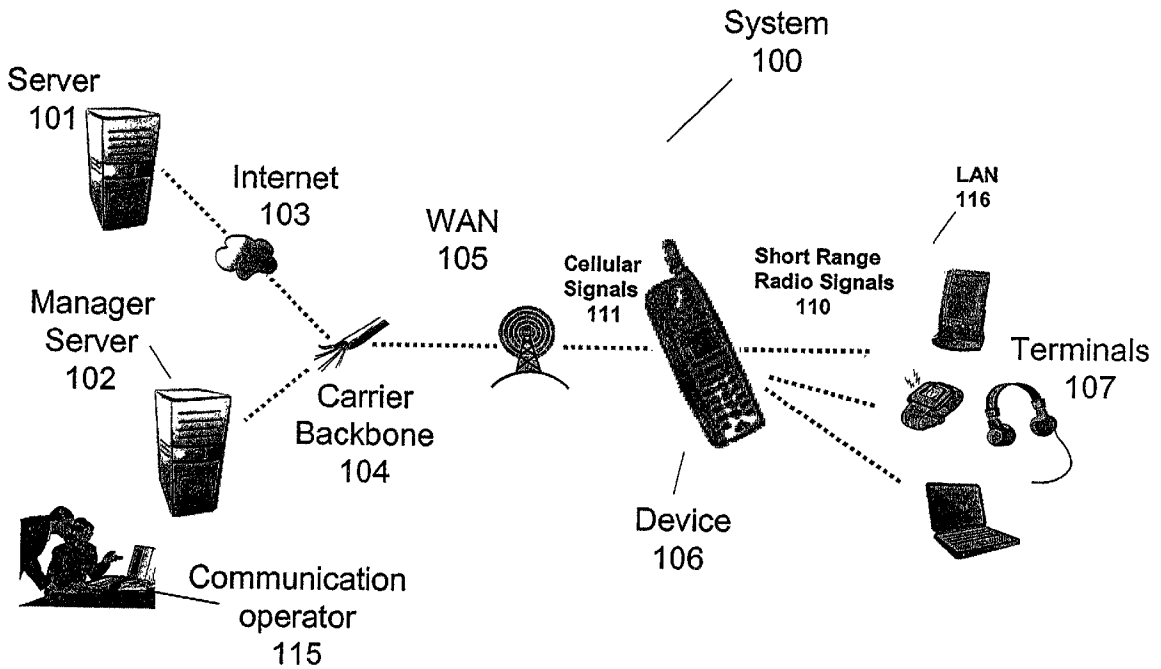 System
100
Server
101
Internet
103
LAN
116
WAN
105
Cellular
Signals
111
Short Range
Radio Signals
110
Manager
Server
102
Terminals
107
Carrier
Backbone
104
Device
106
Communication
operator
115